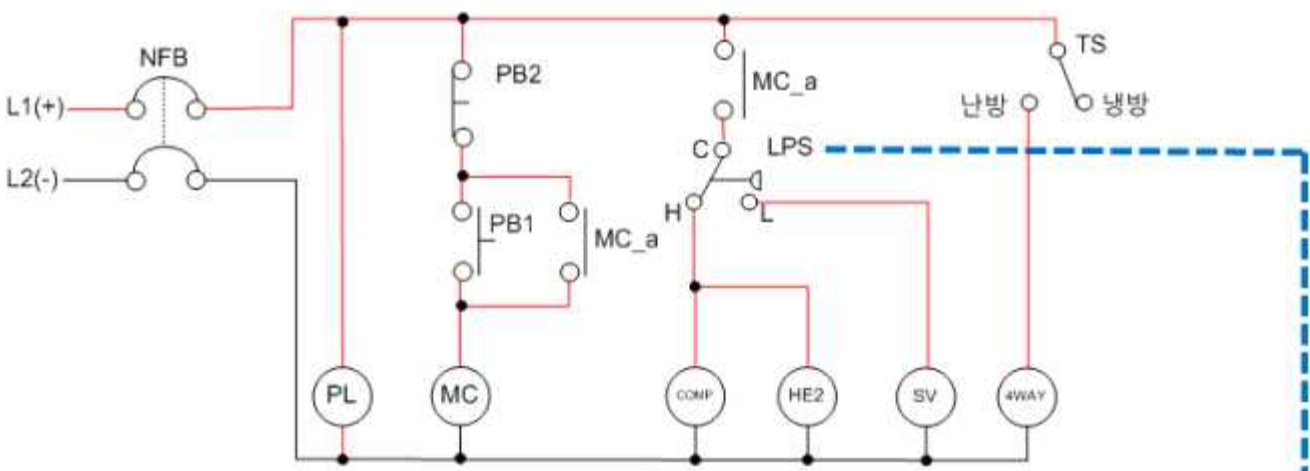 NFB
L1(+)
L2(-)
PB2
PB1
MC_a
MC_a
C
LPS
H
L
TS
난방
냉방
PL
MC
COMP
HE2
SV
4WAY